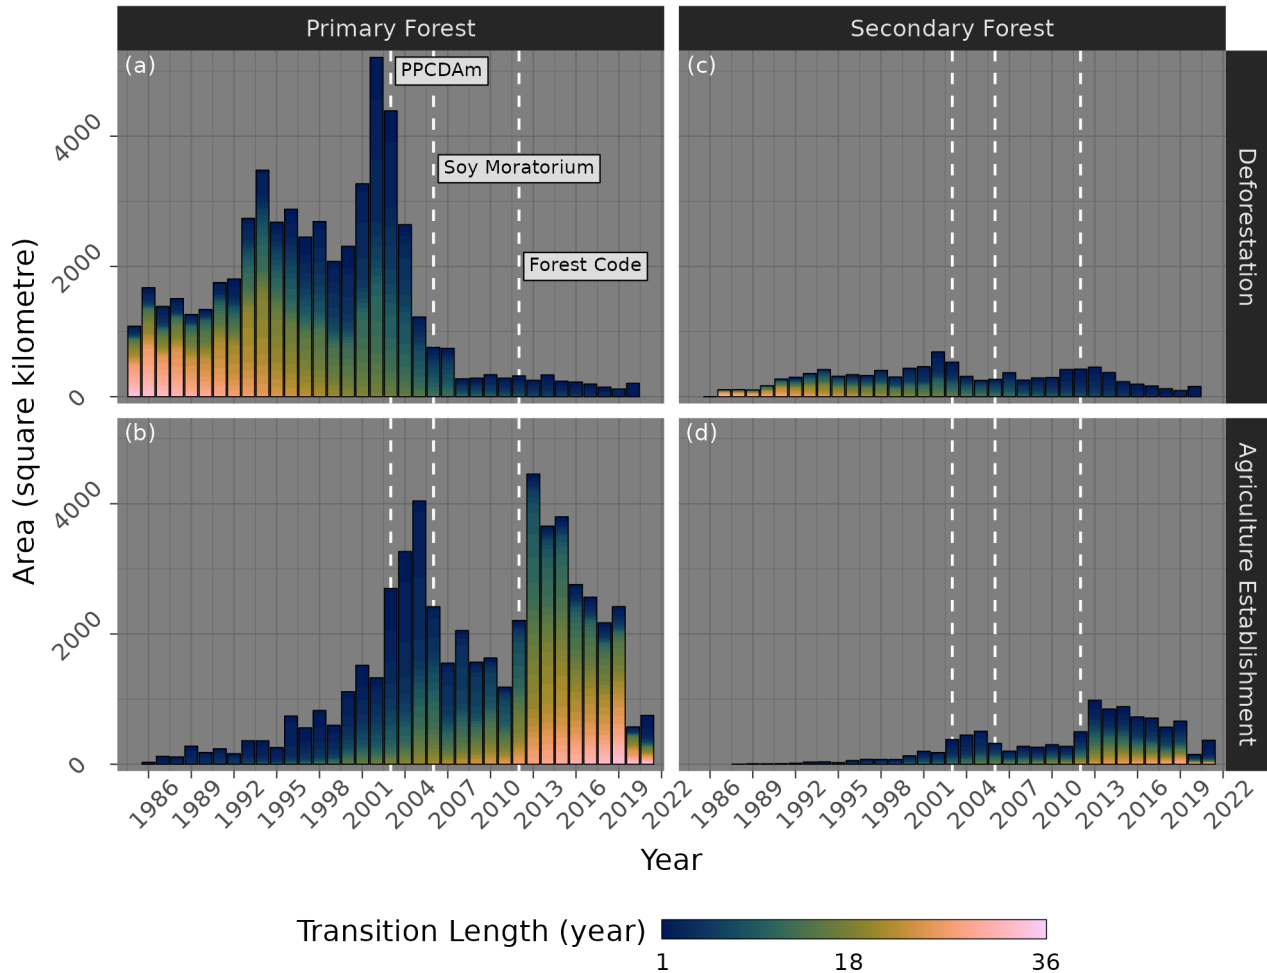 Primary Forest
Secondary Forest
(a)
PPCDAm
Soy Moratorium
Forest Code
(c)
Deforestation
4000
2000
0
Area (square kilometre)
(b)
(d)
Agriculture Establishment
4000
2000
0
1986 1989 1992 1995 1998 2001 2004 2007 2010 2013 2016 2019 2022
1986 1989 1992 1995 1998 2001 2004 2007 2010 2013 2016 2019 2022
Year
Transition Length (year)
1 18 36